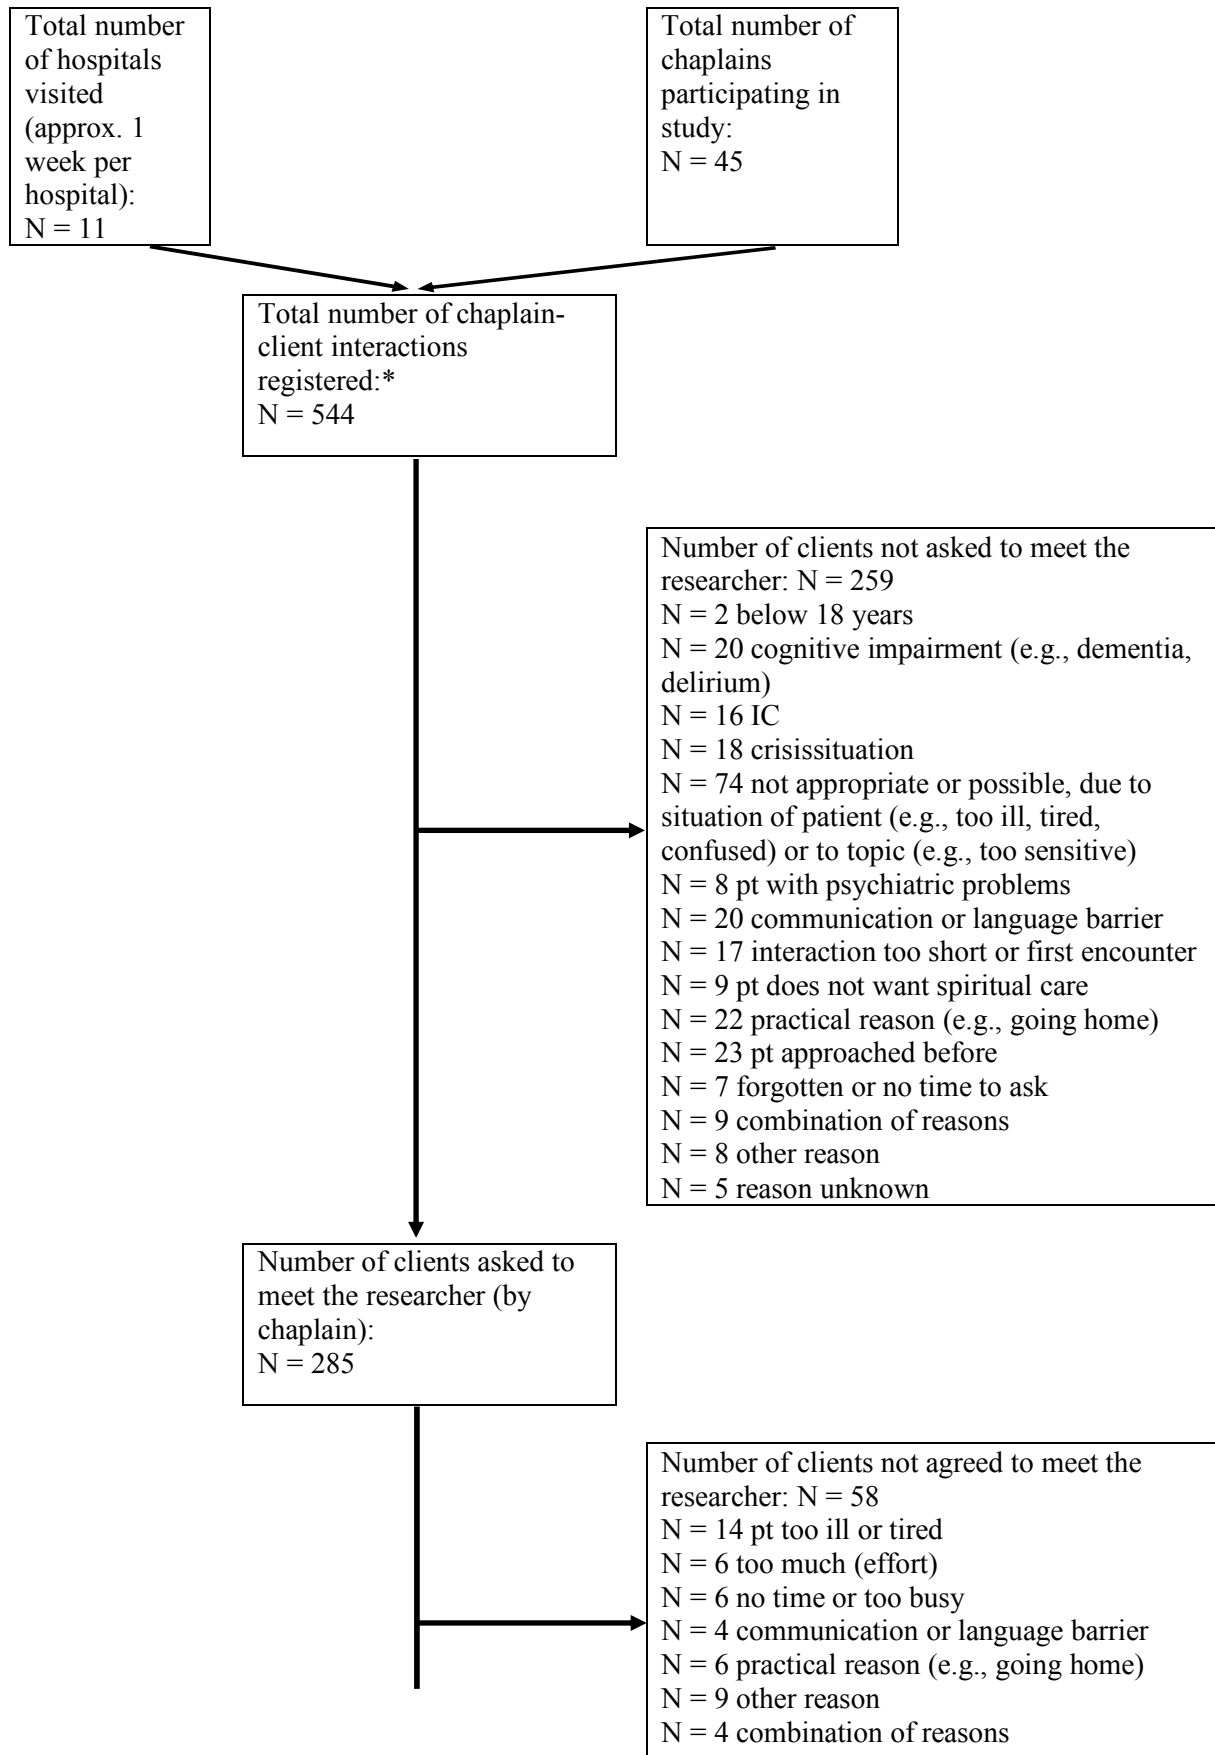 Total number
of hospitals
visited
(approx. 1
week per
hospital):
N = 11
Total number of
chaplains
participating in
study:
N = 45
Total number of chaplain-
client interactions
registered:*
N = 544
Number of clients not asked to meet the
researcher: N = 259
N = 2 below 18 years
N = 20 cognitive impairment (e.g., dementia,
delirium)
N = 16 IC
N = 18 crisissituation
N = 74 not appropriate or possible, due to
situation of patient (e.g., too ill, tired,
confused) or to topic (e.g., too sensitive)
N = 8 pt with psychiatric problems
N = 20 communication or language barrier
N = 17 interaction too short or first encounter
N = 9 pt does not want spiritual care
N = 22 practical reason (e.g., going home)
N = 23 pt approached before
N = 7 forgotten or no time to ask
N = 9 combination of reasons
N = 8 other reason
N = 5 reason unknown
Number of clients asked to
meet the researcher (by
chaplain):
N = 285
Number of clients not agreed to meet the
researcher: N = 58
N = 14 pt too ill or tired
N = 6 too much (effort)
N = 6 no time or too busy
N = 4 communication or language barrier
N = 6 practical reason (e.g., going home)
N = 9 other reason
N = 4 combination of reasons